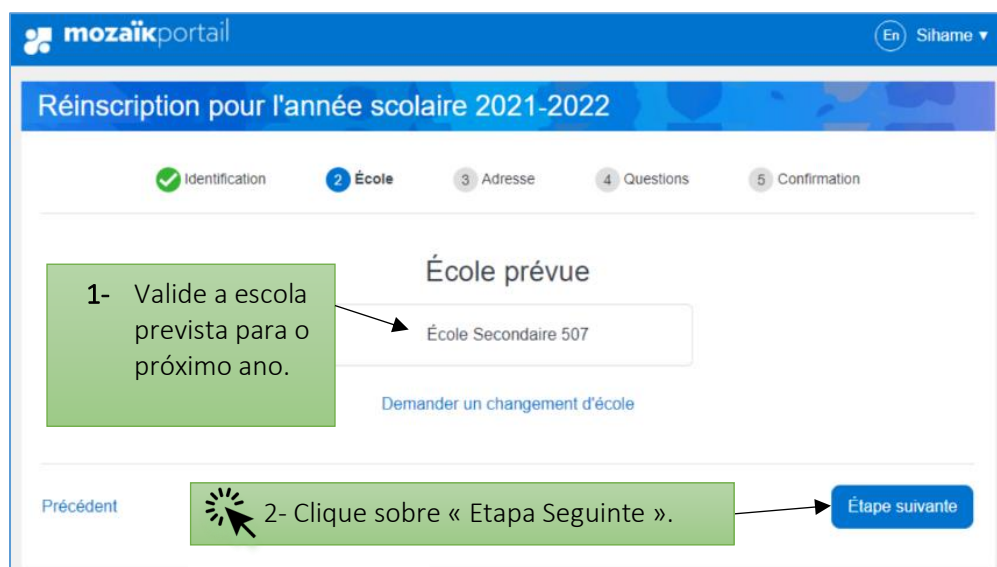 mozaïkportail
En Sihame
Réinscription pour l'année scolaire 2021-2022
Identification 2 École 3 Adresse 4 Questions 5 Confirmation
École prévue
1- Valide a escola
prevista para o
próximo ano.
École Secondaire 507
Demander un changement d'école
Précédent
2- Clique sobre « Etapa Seguinte ».
Étape suivante